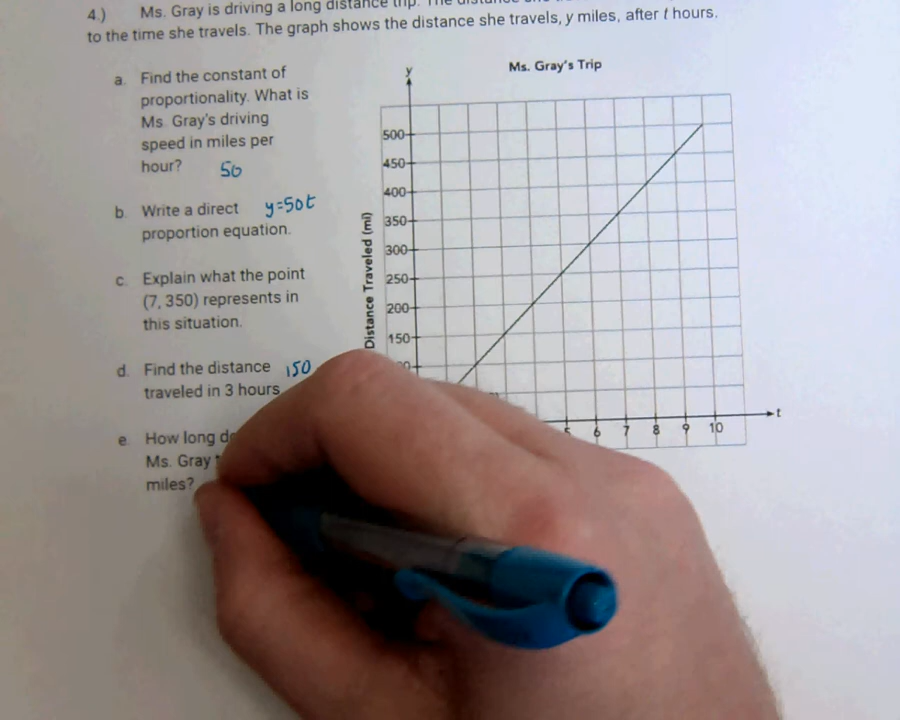 4.) Ms. Gray is driving a long distance trip.
to the time she travels. The graph shows the distance she travels, y miles, after t hours.
a. Find the constant of
proportionality. What is
Ms. Gray's driving
speed in miles per
hour? 50
b. Write a direct y=50t
proportion equation.
c. Explain what the point
(7, 350) represents in
this situation.
d. Find the distance 150
traveled in 3 hours
e. How long
Ms. Gray
miles?
Ms. Gray's Trip
y
500
450
400
350
300
250
200
150
Distance Traveled (mi)
6 7 8 9 10 t